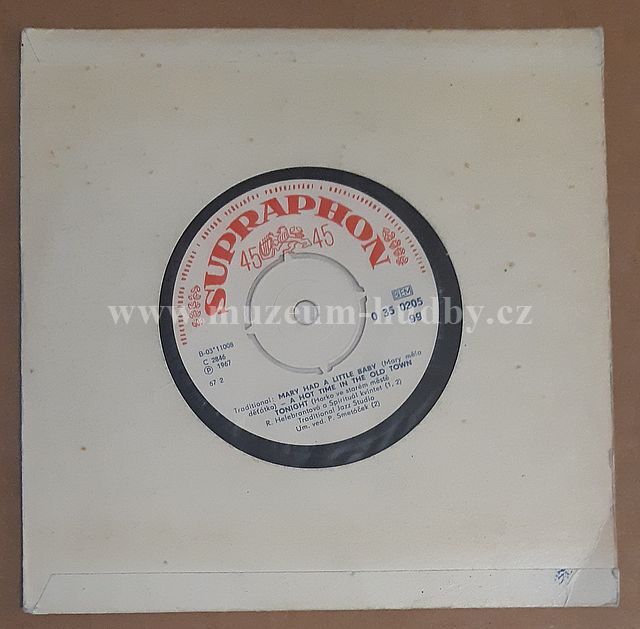 SUPRAPHON
45 45
www.muzeum-hudby.cz
0 35 0205
99
B-03*11008
C 2846
Ⓟ 1967
67 2
Traditional: MARY HAD A LITTLE BABY (Mary měla
děťátko) – A HOT TIME IN THE OLD TOWN
TONIGHT (Horko ve starém městě
R. Helebrantová a Spirituál kvintet (1, 2)
Traditional Jazz Studio
Um. ved. P. Smetáček (2)